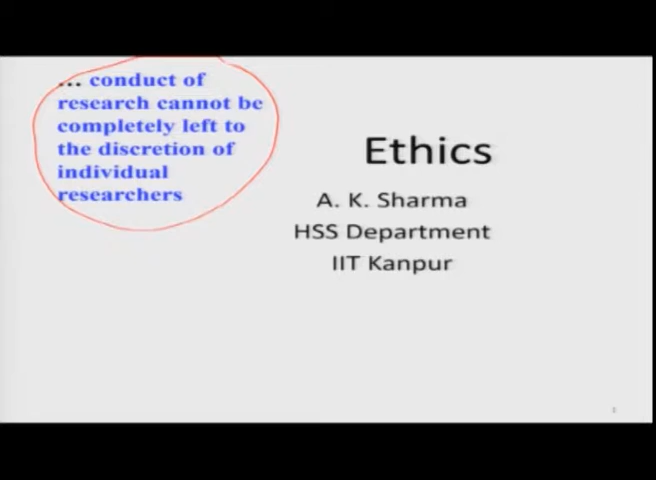 ... conduct of
research cannot be
completely left to
the discretion of
individual
researchers
Ethics
A. K. Sharma
HSS Department
IIT Kanpur